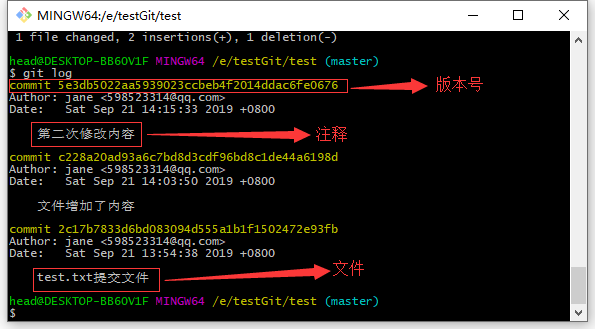 MINGW64:/e/testGit/test
1 file changed, 2 insertions(+), 1 deletion(-)
head@DESKTOP-BB60V1F MINGW64 /e/testGit/test (master)
$ git log
commit 5e3db5022aa5939023ccbeb4f2014ddac6fe0676 版本号
Author: jane <598523314@qq.com>
Date:   Sat Sep 21 14:15:33 2019 +0800
第二次修改内容 注释
commit c228a20ad93a6c7bd8d3cdf96bd8c1de44a6198d
Author: jane <598523314@qq.com>
Date:   Sat Sep 21 14:03:50 2019 +0800
文件增加了内容
commit 2c17b7833d6bd083094d555a1b1f1502472e93fb
Author: jane <598523314@qq.com>
Date:   Sat Sep 21 13:54:38 2019 +0800
test.txt提交文件 文件
head@DESKTOP-BB60V1F MINGW64 /e/testGit/test (master)
$